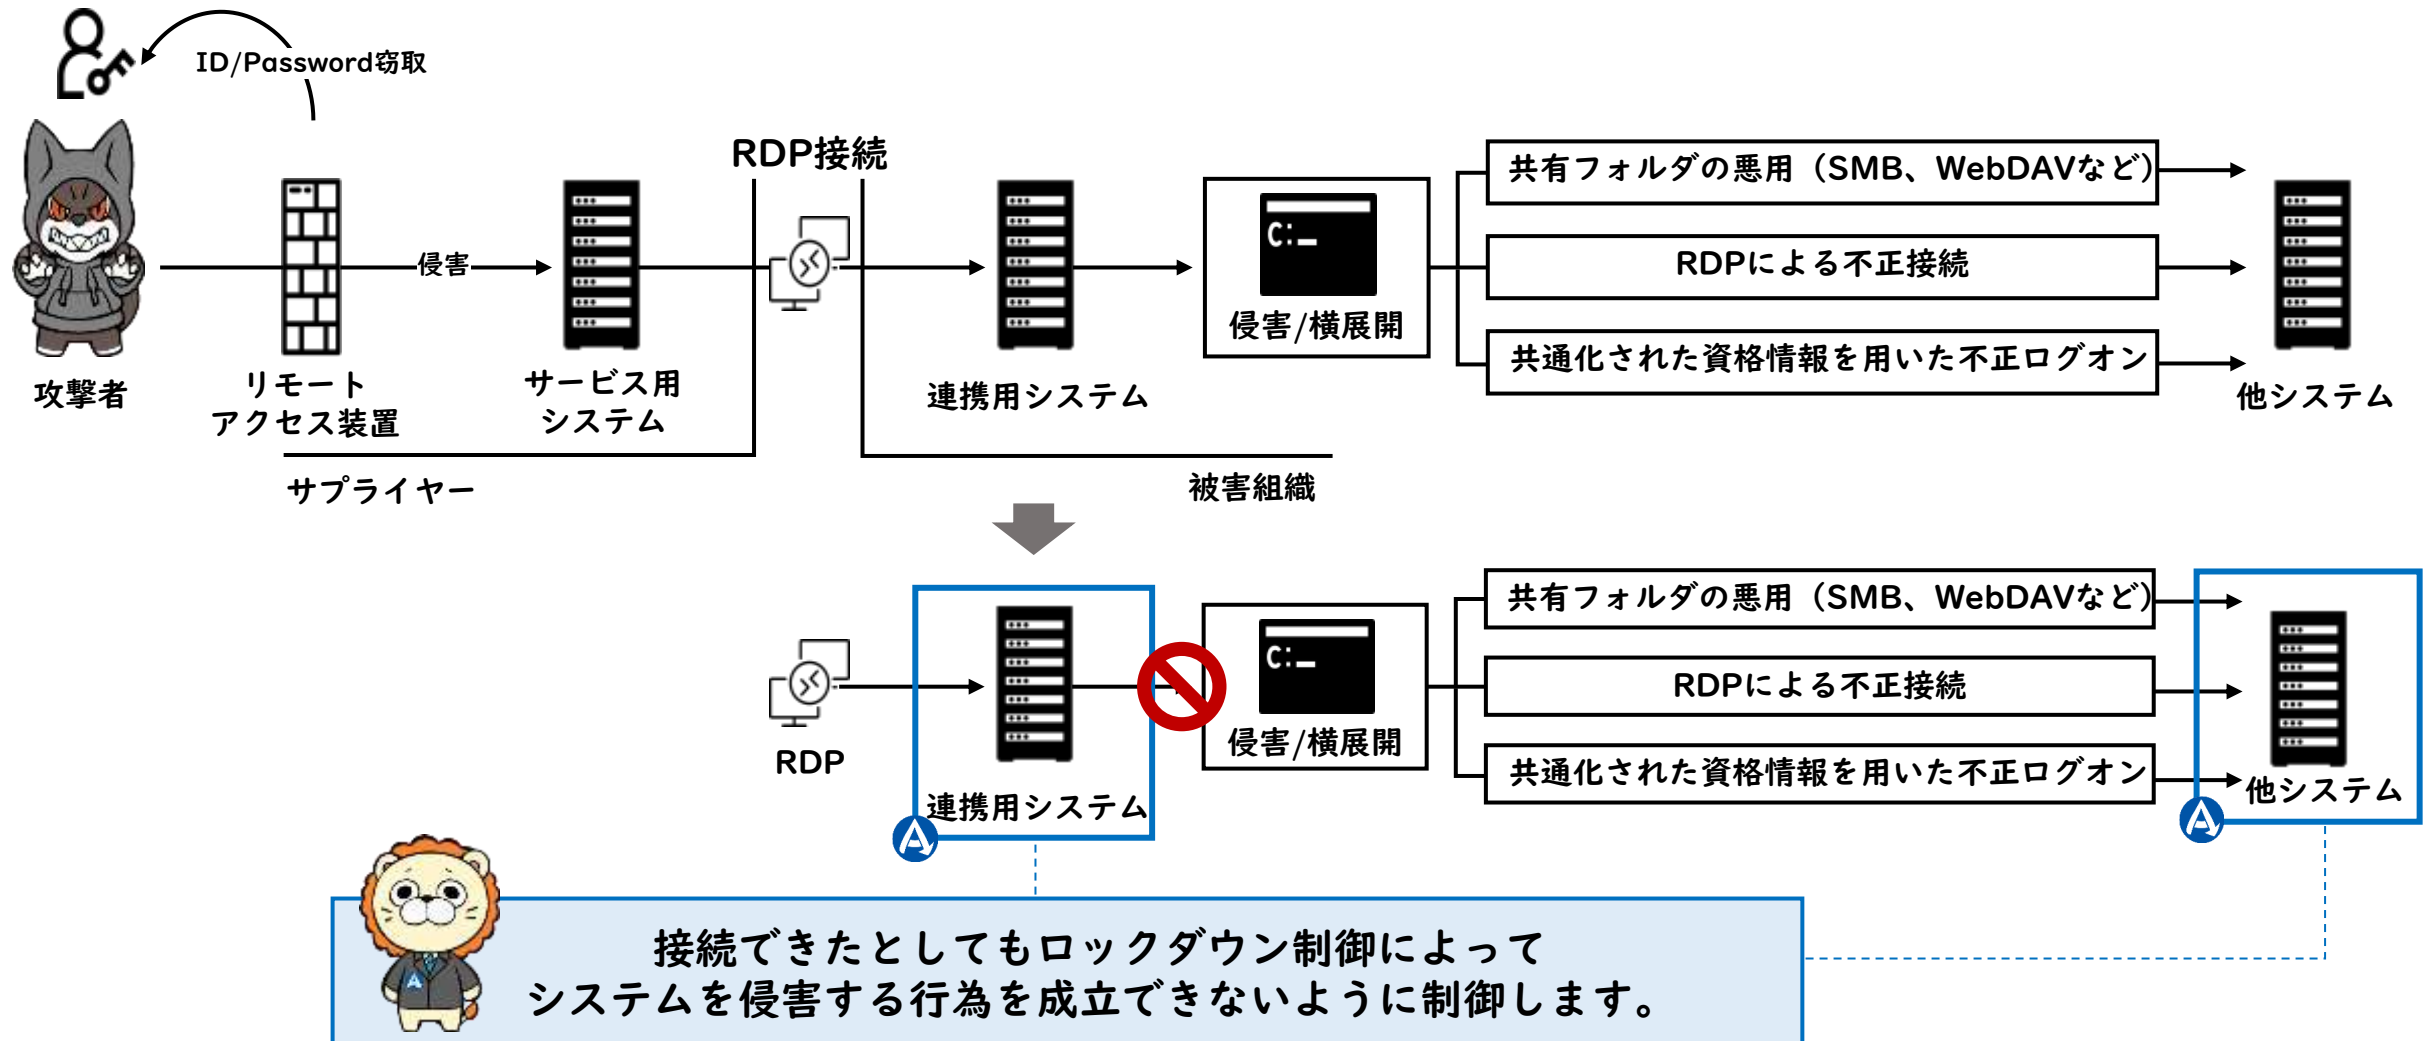 ID/Password窃取
RDP接続
攻撃者
リモート
アクセス装置
侵害
サービス用
システム
連携用システム
C:
侵害/横展開
共有フォルダの悪用（SMB、WebDAVなど）
RDPによる不正接続
共通化された資格情報を用いた不正ログオン
他システム
サプライヤー
被害組織
RDP
連携用システム
C:
侵害/横展開
共有フォルダの悪用（SMB、WebDAVなど）
RDPによる不正接続
共通化された資格情報を用いた不正ログオン
他システム
接続できたとしてもロックダウン制御によって
システムを侵害する行為を成立できないように制御します。